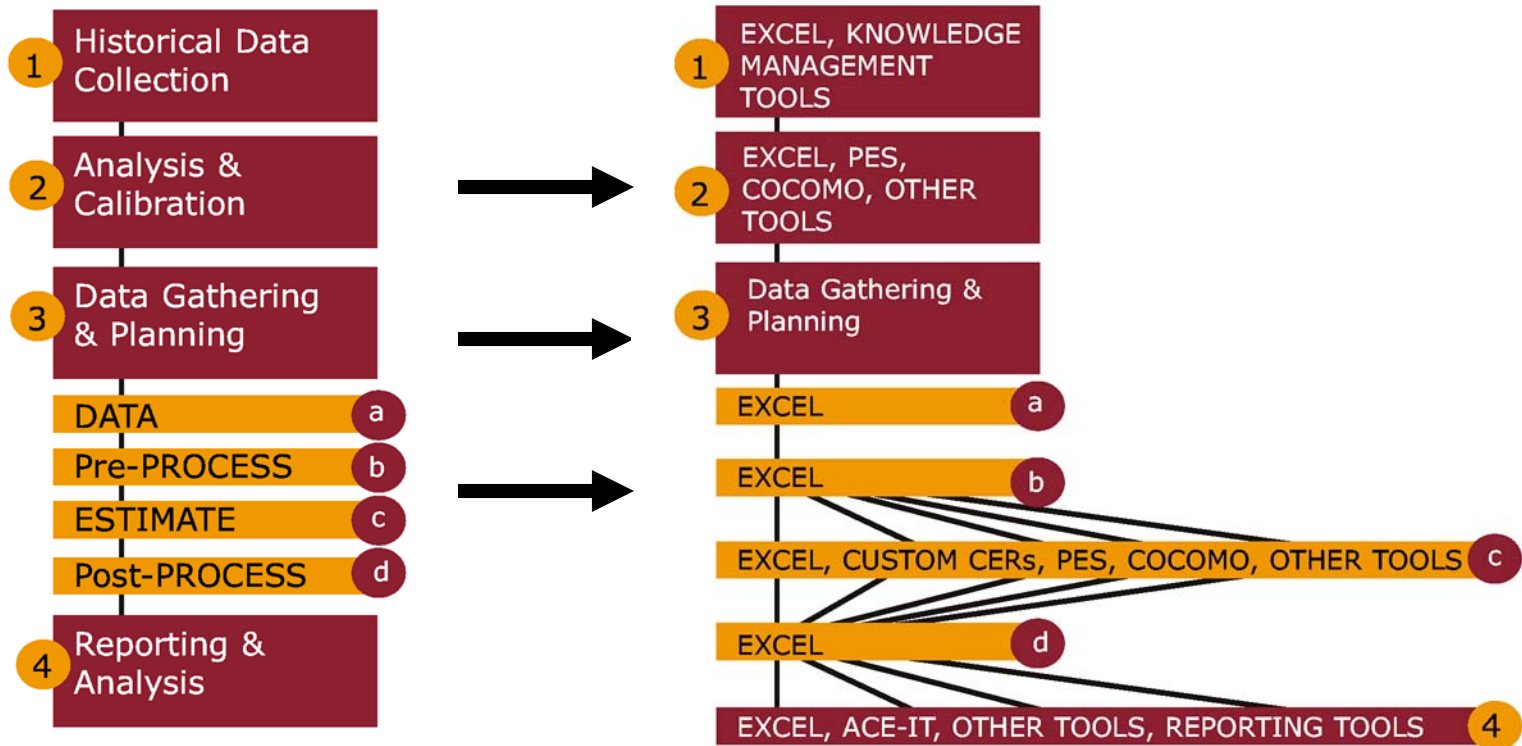 1
Historical Data
Collection
2
Analysis &
Calibration
3
Data Gathering
& Planning
DATA a
Pre-PROCESS b
ESTIMATE c
Post-PROCESS d
4
Reporting &
Analysis
1
EXCEL, KNOWLEDGE
MANAGEMENT
TOOLS
2
EXCEL, PES,
COCOMO, OTHER
TOOLS
3
Data Gathering &
Planning
EXCEL a
EXCEL b
EXCEL, CUSTOM CERs, PES, COCOMO, OTHER TOOLS c
EXCEL d
EXCEL, ACE-IT, OTHER TOOLS, REPORTING TOOLS 4